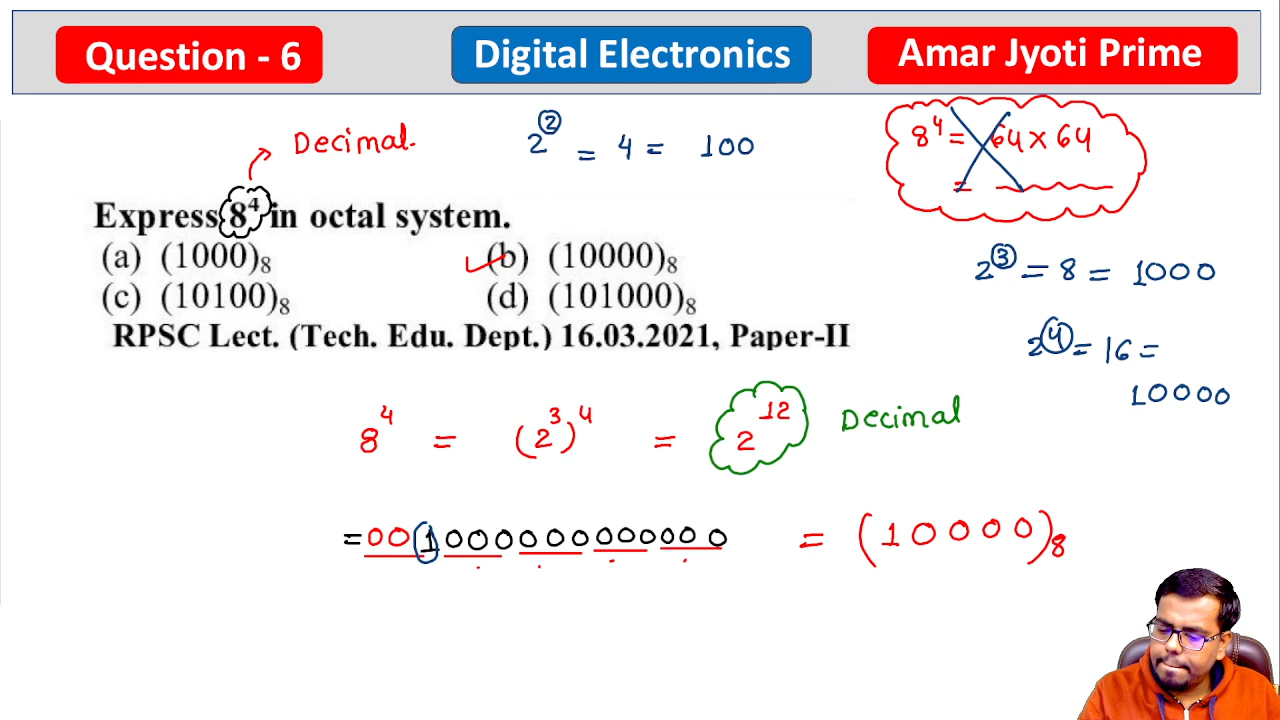 Question - 6 Digital Electronics Amar Jyoti Prime
Decimal.
2² = 4 = 100
8⁴ = 64 × 64
=
Express 8⁴ in octal system.
(a) (1000)₈ (b) (10000)₈
(c) (10100)₈ (d) (101000)₈
RPSC Lect. (Tech. Edu. Dept.) 16.03.2021, Paper-II
2³ = 8 = 1000
2⁴ = 16 =
10000
8⁴ = (2³)⁴ = 2¹² Decimal
= 001000000000000 = (10000)₈